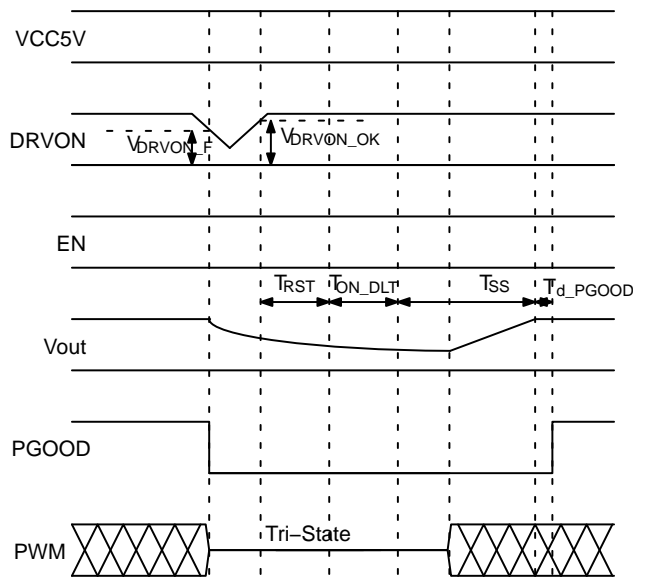 VCC5V
DRVON
VDRVON_F
VDRVON_OK
EN
TRST
TON_DLT
TSS
Td_PGOOD
Vout
PGOOD
Tri-State
PWM